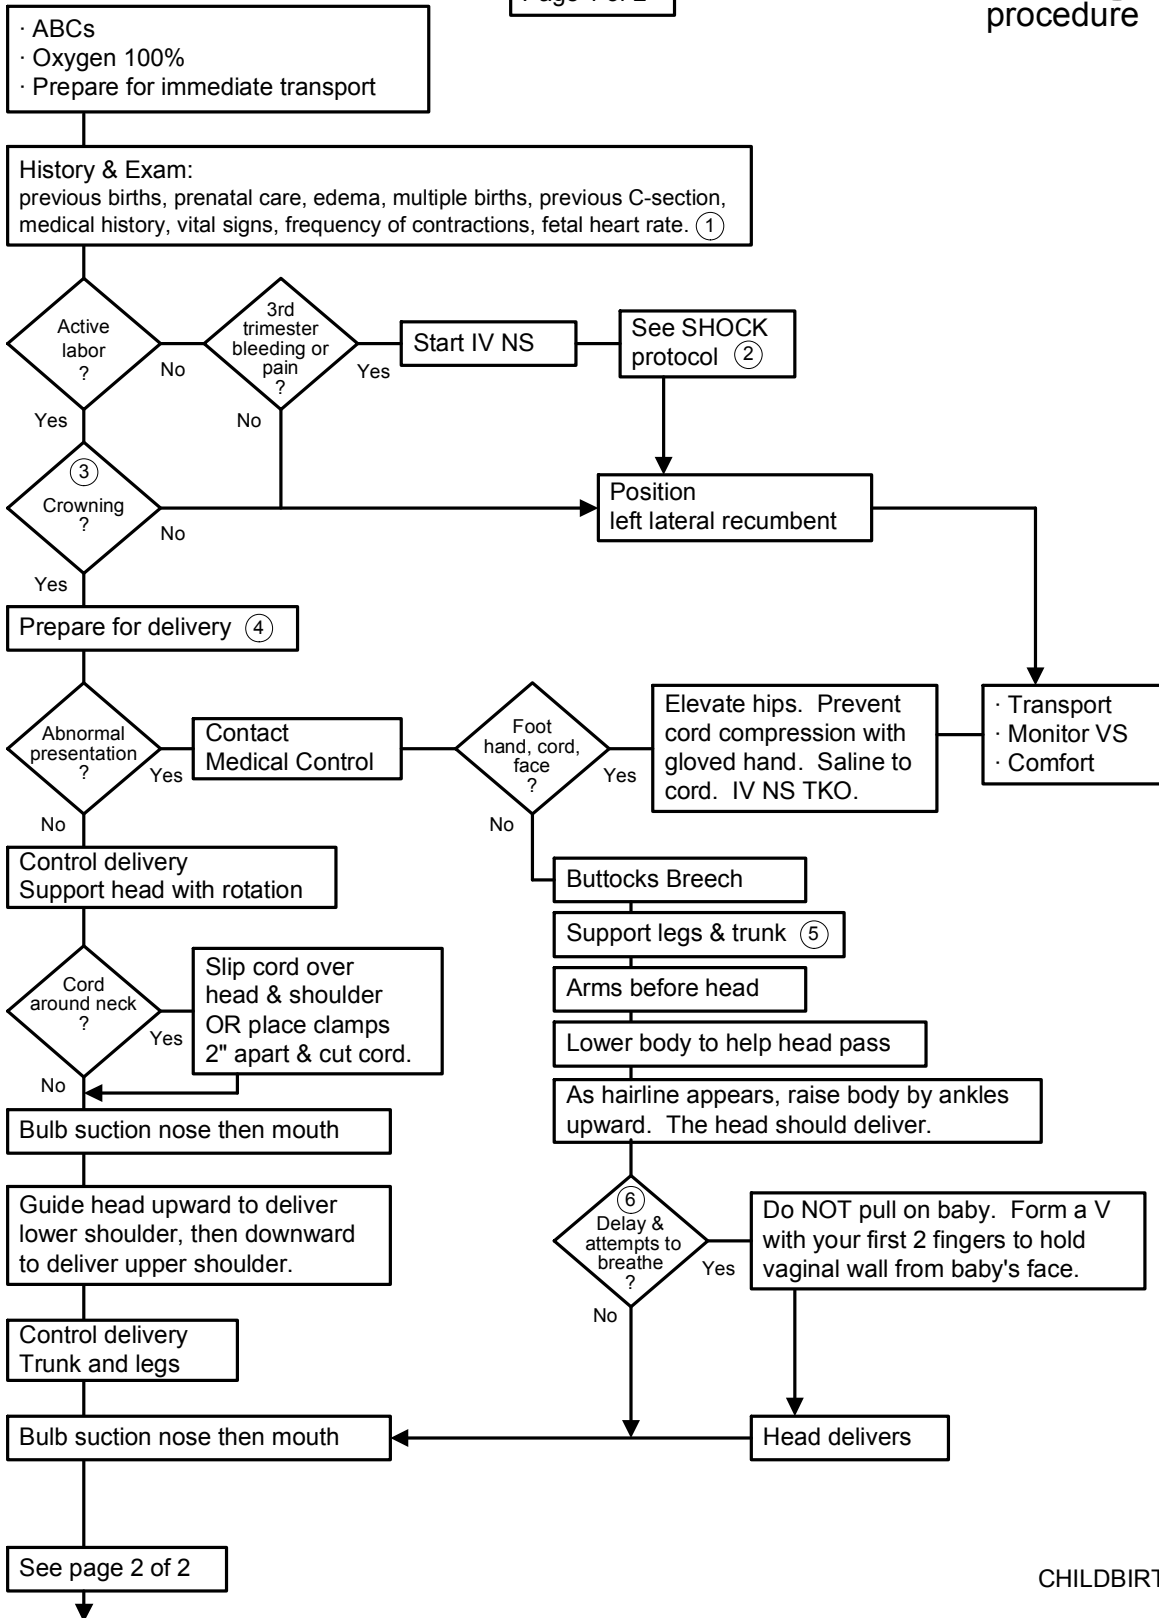 Page 1 of 2
procedure
· ABCs
· Oxygen 100%
· Prepare for immediate transport
History & Exam:
previous births, prenatal care, edema, multiple births, previous C-section,
medical history, vital signs, frequency of contractions, fetal heart rate. 1
Active
labor
?
No
Yes
3rd
trimester
bleeding or
pain
?
Yes
No
Start IV NS
See SHOCK
protocol 2
3
Crowning
?
No
Yes
Position
left lateral recumbent
Prepare for delivery 4
Abnormal
presentation
?
Yes
No
Contact
Medical Control
Foot
hand, cord,
face
?
Yes
No
Elevate hips. Prevent
cord compression with
gloved hand. Saline to
cord. IV NS TKO.
· Transport
· Monitor VS
· Comfort
Control delivery
Support head with rotation
Buttocks Breech
Support legs & trunk 5
Arms before head
Lower body to help head pass
As hairline appears, raise body by ankles
upward. The head should deliver.
Cord
around neck
?
Yes
No
Slip cord over
head & shoulder
OR place clamps
2" apart & cut cord.
Bulb suction nose then mouth
Guide head upward to deliver
lower shoulder, then downward
to deliver upper shoulder.
6
Delay &
attempts to
breathe
?
Yes
No
Do NOT pull on baby. Form a V
with your first 2 fingers to hold
vaginal wall from baby's face.
Control delivery
Trunk and legs
Bulb suction nose then mouth
Head delivers
See page 2 of 2
CHILDBIRT